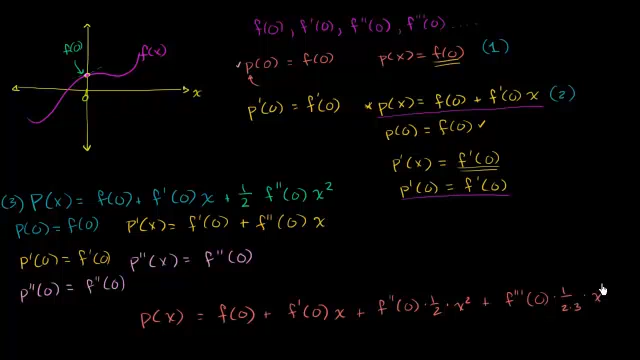 f(0), f'(0), f''(0), f'''(0) ....
f(0)
f(x)
x
0
p(0) = f(0)
p(x) = f(0) (1)
p'(0) = f'(0)
* p(x) = f(0) + f'(0) x (2)
p(0) = f(0) ✓
p'(x) = f'(0)
p'(0) = f'(0)
(3) P(x) = f(0) + f'(0) x + 1/2 f''(0) x²
p(0) = f(0)
p'(x) = f'(0) + f''(0) x
p'(0) = f'(0)
p''(x) = f''(0)
p''(0) = f''(0)
p(x) = f(0) + f'(0) x + f''(0) · 1/2 · x² + f'''(0) · 1/2·3 · x